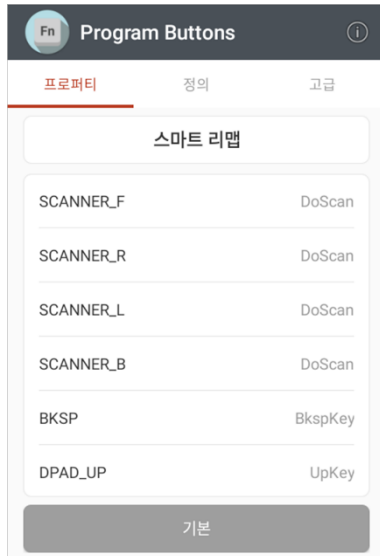 Fn Program Buttons
프로퍼티 정의 고급
스마트 리맵
SCANNER_F DoScan
SCANNER_R DoScan
SCANNER_L DoScan
SCANNER_B DoScan
BKSP BkspKey
DPAD_UP UpKey
기본